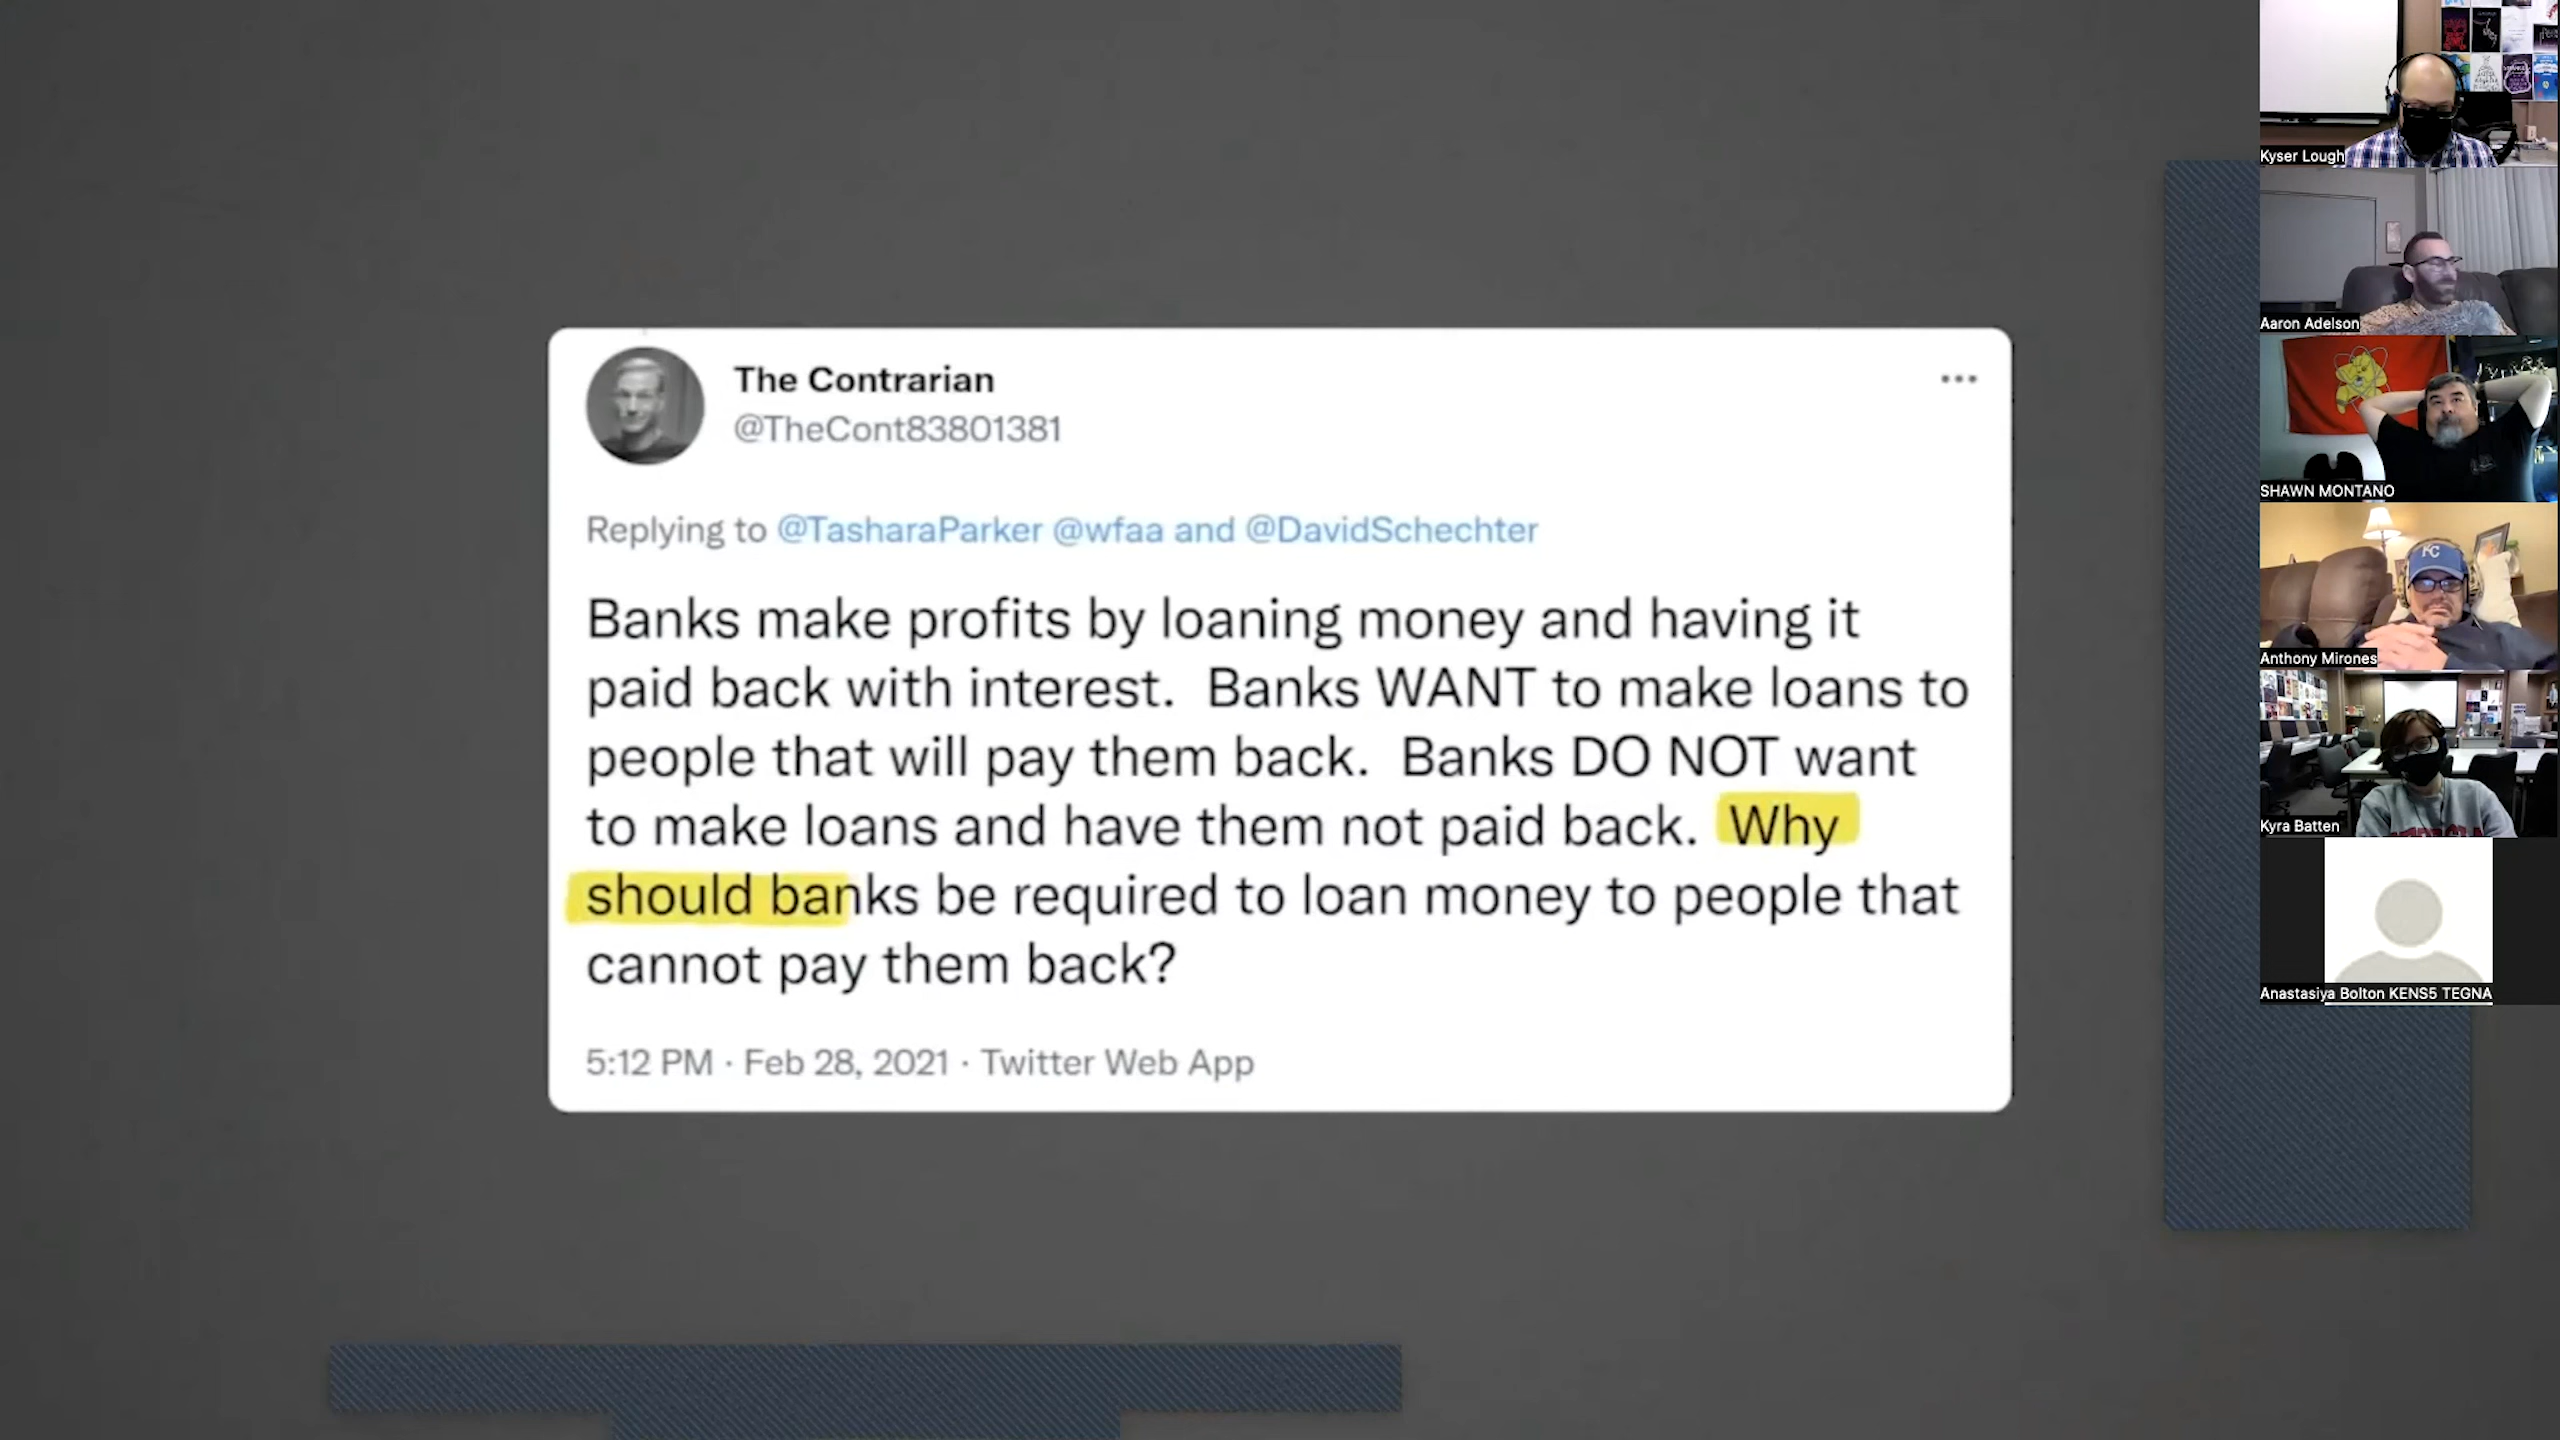 The Contrarian
@TheCont83801381
Replying to @TasharaParker @wfaa and @DavidSchechter
Banks make profits by loaning money and having it
paid back with interest.  Banks WANT to make loans to
people that will pay them back.  Banks DO NOT want
to make loans and have them not paid back.  Why
should banks be required to loan money to people that
cannot pay them back?
5:12 PM · Feb 28, 2021 · Twitter Web App
Kyser Lough
Aaron Adelson
SHAWN MONTANO
KC
Anthony Mirones
Kyra Batten
Anastasiya Bolton KENS5 TEGNA